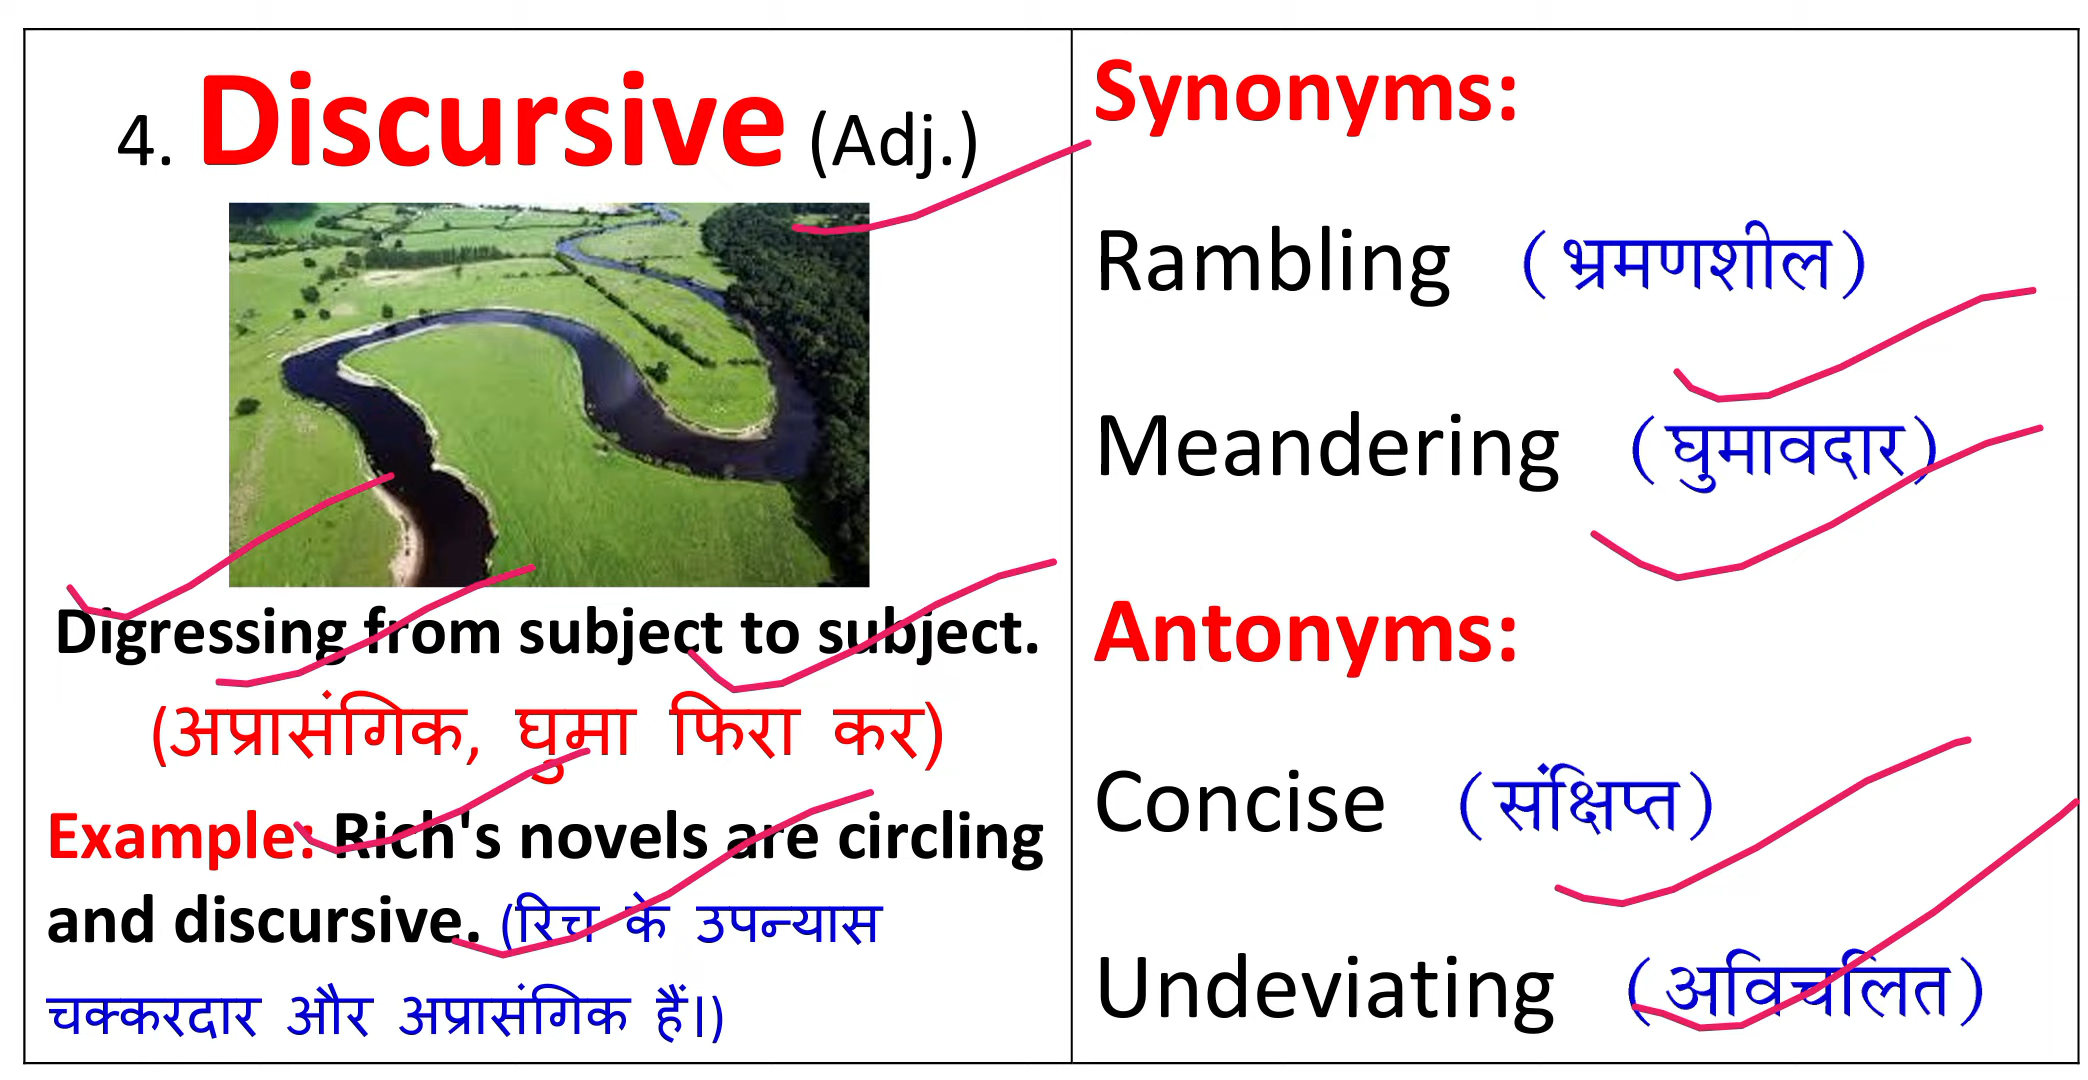 4. Discursive (Adj.)
Digressing from subject to subject.
(अप्रासंगिक, घुमा फिरा कर)
Example: Rich's novels are circling
and discursive. (रिच के उपन्यास
चक्करदार और अप्रासंगिक हैं।)
Synonyms:
Rambling (भ्रमणशील)
Meandering (घुमावदार)
Antonyms:
Concise (संक्षिप्त)
Undeviating (अविचलित)